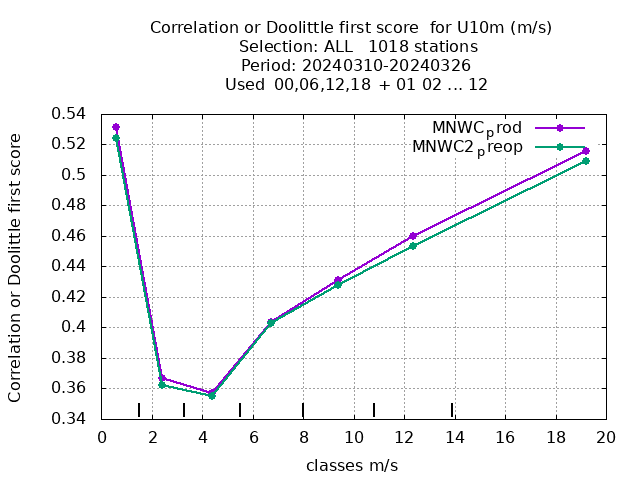 Correlation or Doolittle first score  for U10m (m/s)
Selection: ALL   1018 stations
Period: 20240310-20240326
Used  00,06,12,18  + 01 02 ... 12
MNWCprod
MNWC2preop
Correlation or Doolittle first score
0.54
0.52
0.5
0.48
0.46
0.44
0.42
0.4
0.38
0.36
0.34
0 2 4 6 8 10 12 14 16 18 20
classes m/s